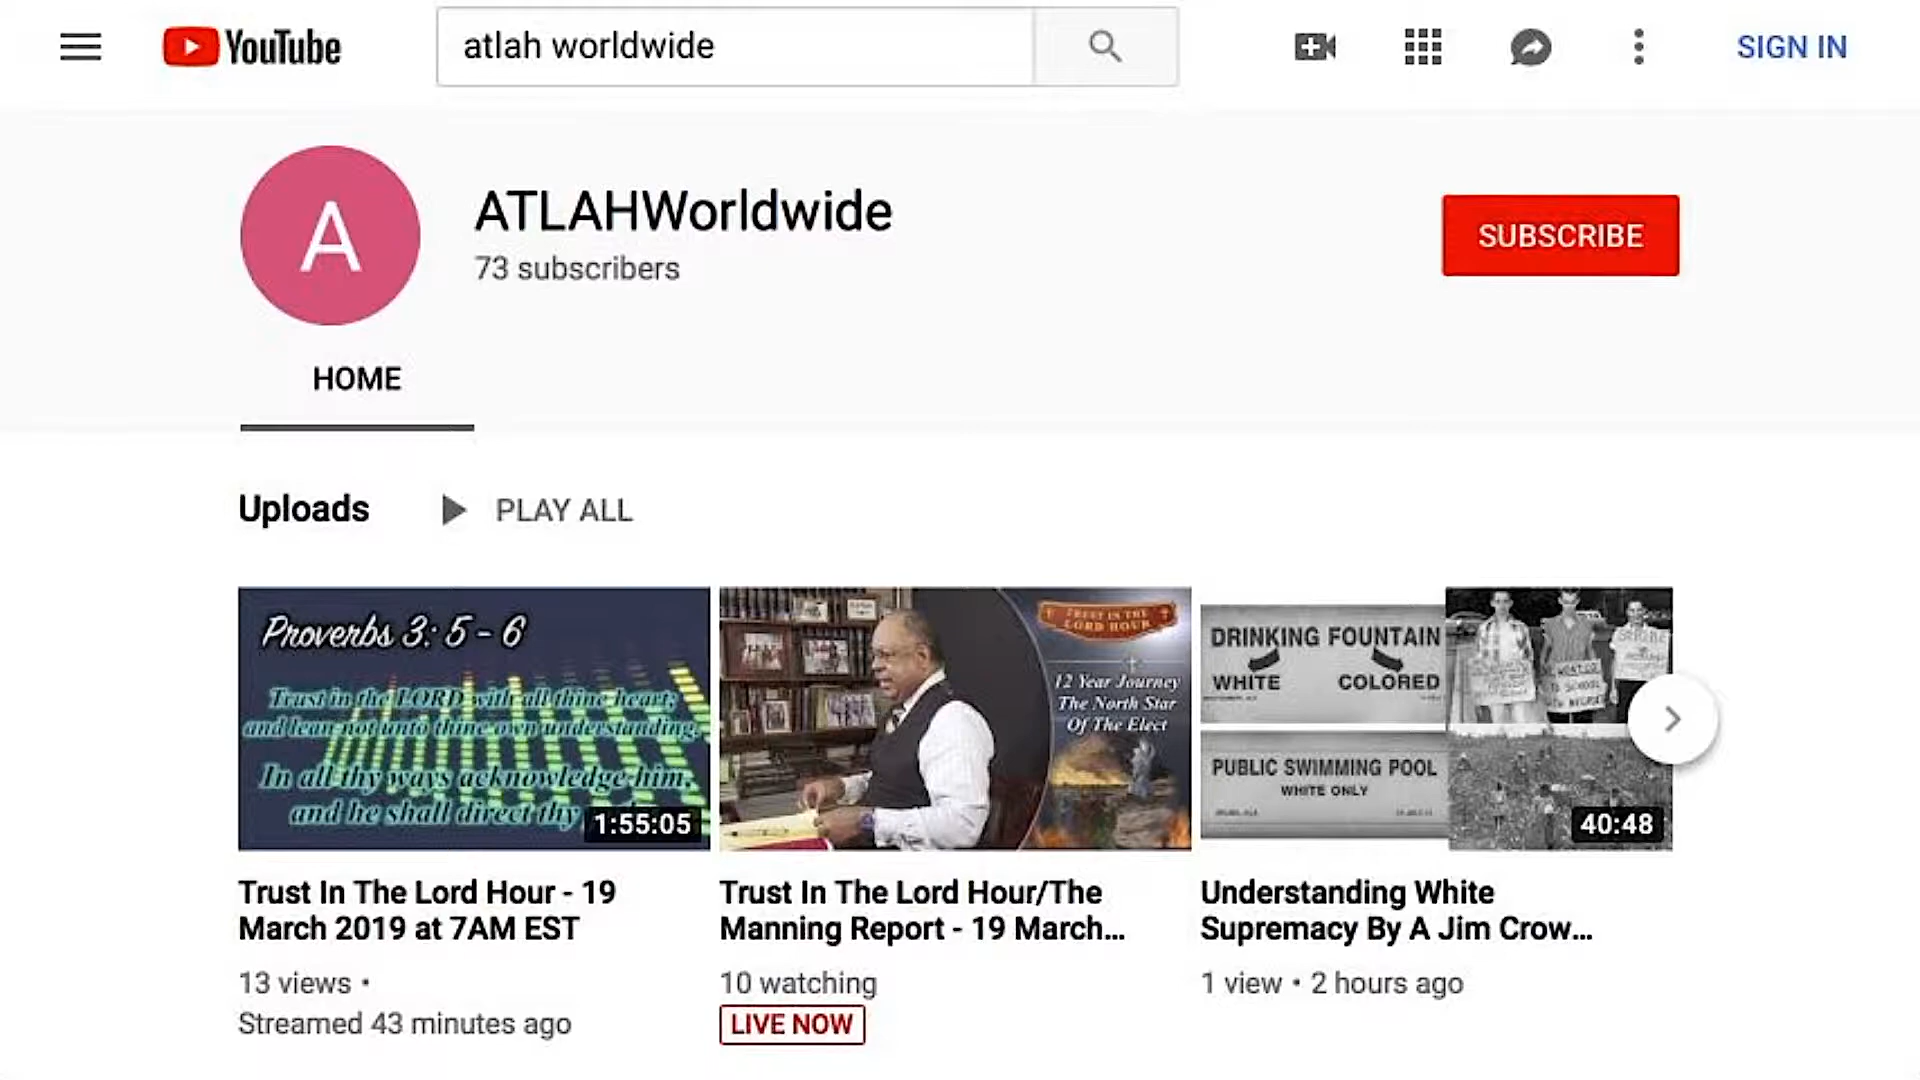 YouTube
atlah worldwide
SIGN IN
A
ATLAHWorldwide
73 subscribers
SUBSCRIBE
HOME
Uploads
PLAY ALL
Proverbs 3: 5 - 6
Trust in the LORD with all thine heart;
and lean not unto thine own understanding.
In all thy ways acknowledge him,
and he shall direct thy
1:55:05
TRUST IN THE
LORD HOUR
12 Year Journey
The North Star
Of The Elect
DRINKING FOUNTAIN
WHITE
COLORED
PUBLIC SWIMMING POOL
WHITE ONLY
40:48
Trust In The Lord Hour - 19
March 2019 at 7AM EST
13 views •
Streamed 43 minutes ago
Trust In The Lord Hour/The
Manning Report - 19 March...
10 watching
LIVE NOW
Understanding White
Supremacy By A Jim Crow...
1 view • 2 hours ago